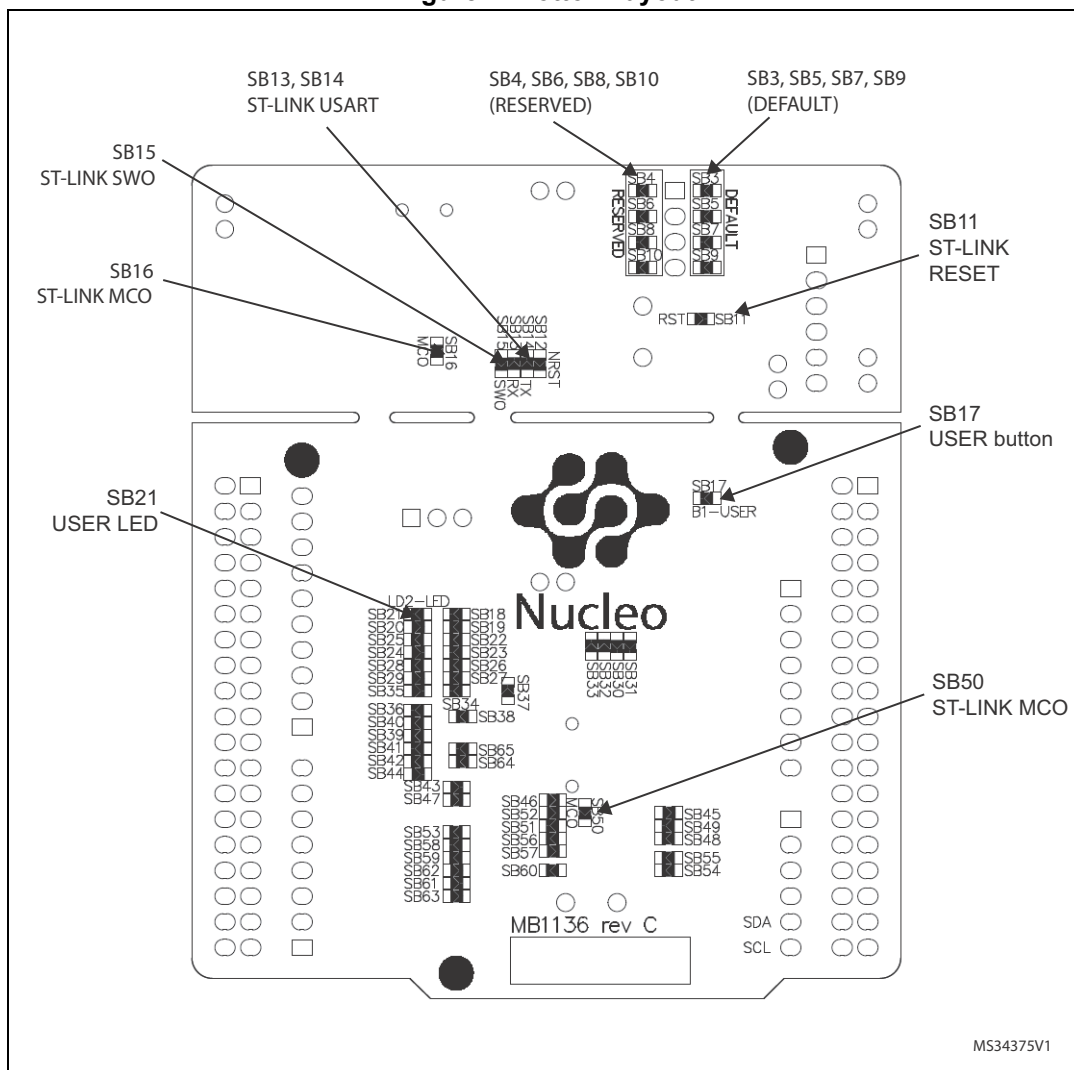 SB13, SB14
ST-LINK USART
SB4, SB6, SB8, SB10
(RESERVED)
SB3, SB5, SB7, SB9
(DEFAULT)
SB15
ST-LINK SWO
SB16
ST-LINK MCO
SB11
ST-LINK
RESET
SB4
SB6
SB8
SB10
RESERVED
SB3
SB5
SB7
SB9
DEFAULT
RST
SB11
MCO
SB16
SB15
SB13
SB14
SB12
SWO
RX
TX
NRST
SB17
USER button
SB17
B1-USER
SB21
USER LED
Nucleo
LD2-LED
SB21
SB20
SB25
SB24
SB28
SB29
SB35
SB18
SB19
SB22
SB23
SB26
SB27
SB34
SB37
SB33
SB32
SB30
SB31
SB36
SB40
SB39
SB41
SB42
SB44
SB38
SB65
SB64
SB43
SB47
SB50
ST-LINK MCO
SB46
SB52
SB51
SB56
SB57
SB60
MCO
SB50
SB45
SB49
SB48
SB55
SB54
SB53
SB58
SB59
SB62
SB61
SB63
MB1136 rev C
SDA
SCL
MS34375V1